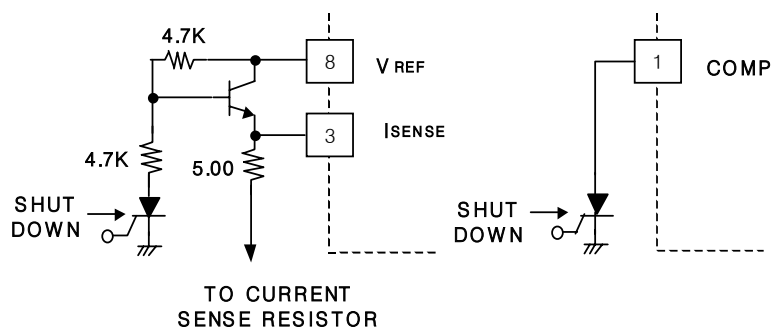 4.7K
8
VREF
1
COMP
3
ISENSE
4.7K
5.00
SHUT
DOWN
SHUT
DOWN
TO CURRENT
SENSE RESISTOR